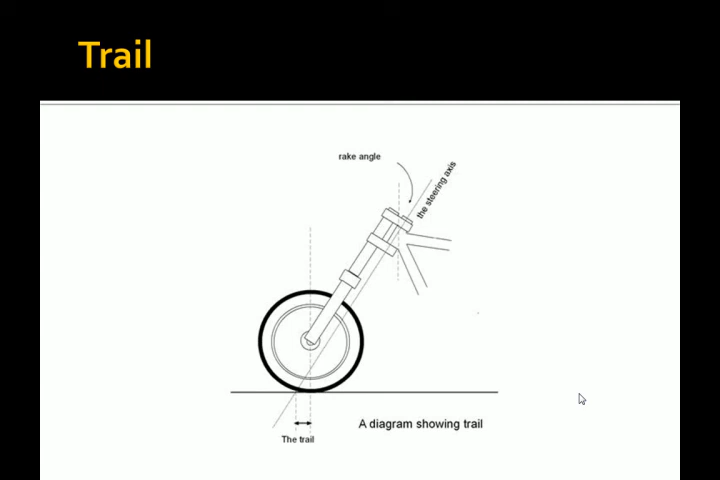 Trail
rake angle
the steering axis
A diagram showing trail
The trail